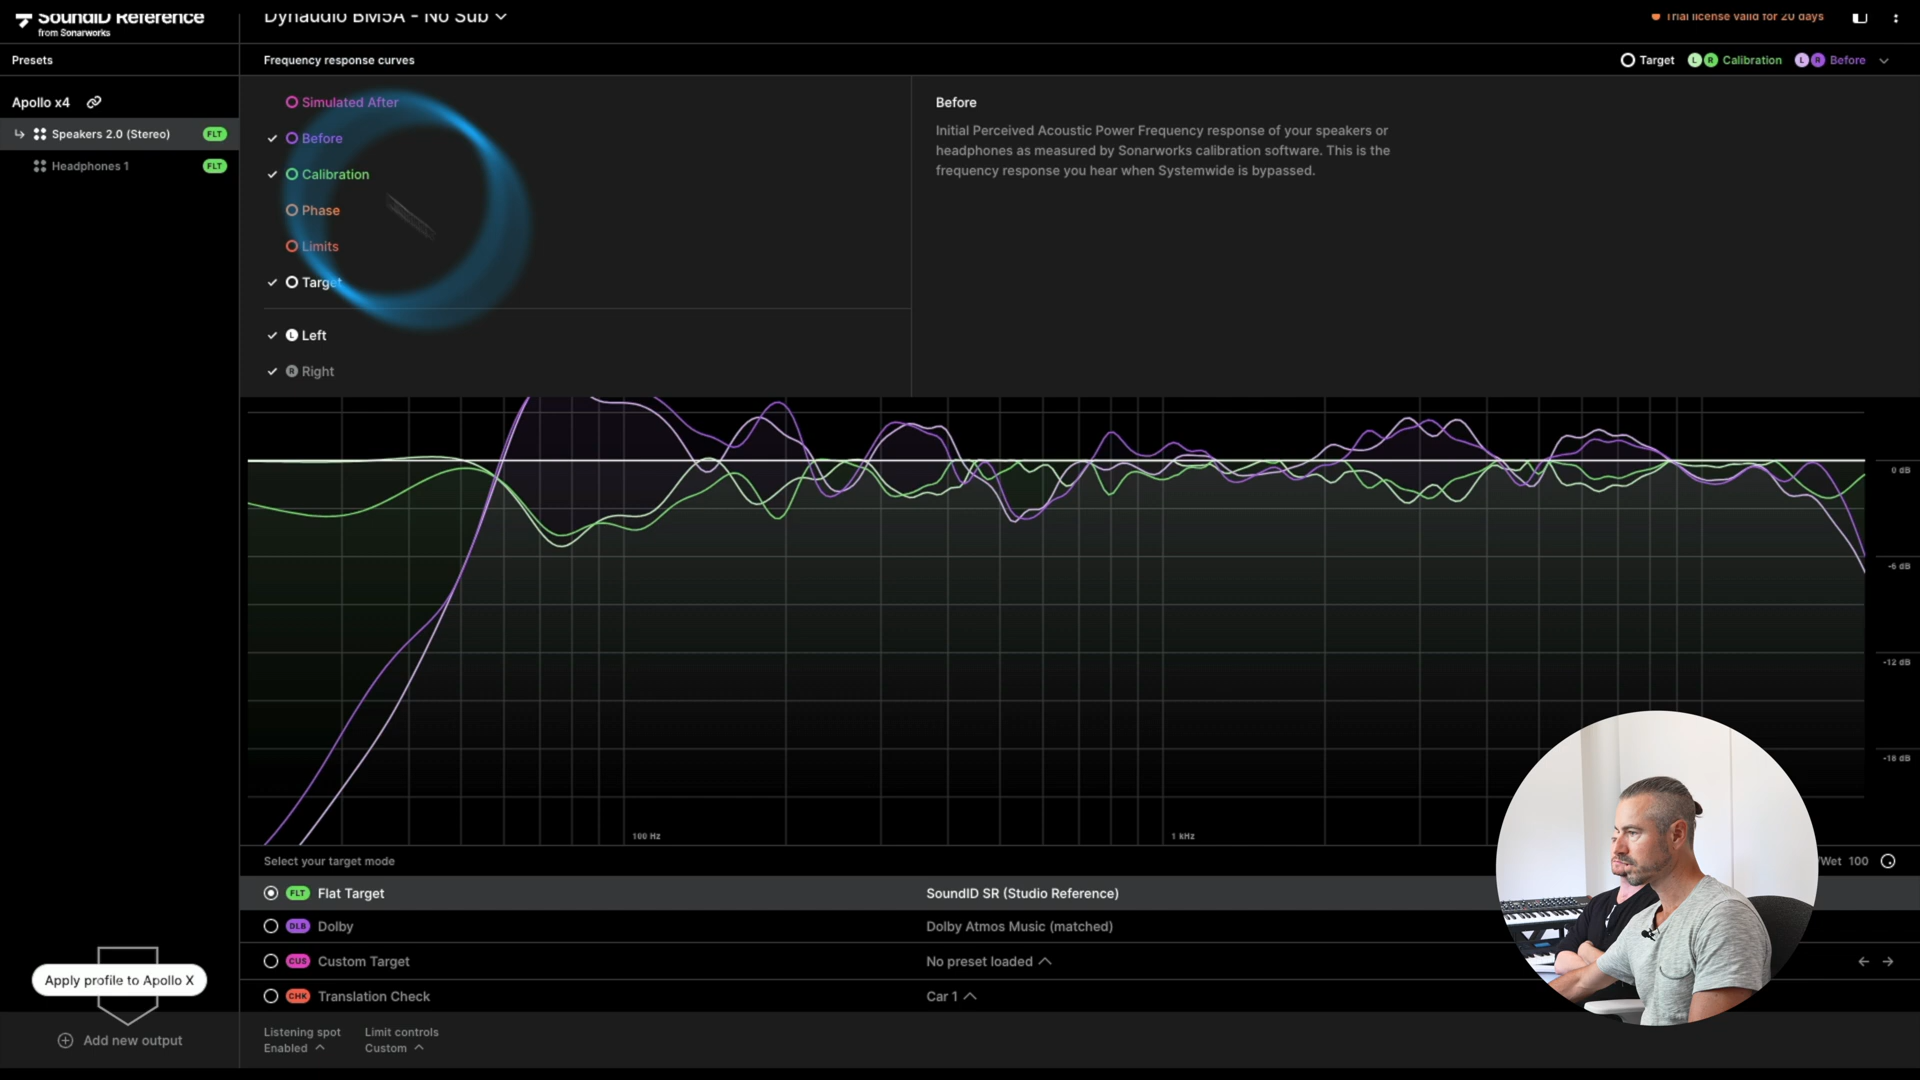 SoundID Reference
from Sonarworks
Dynaudio BM5A - No Sub
Trial license valid for 20 days
Presets
Frequency response curves
Target
L R Calibration
L R Before
Apollo x4
Speakers 2.0 (Stereo) FLT
Headphones 1 FLT
Simulated After
Before
Calibration
Phase
Limits
Target
L Left
R Right
Before
Initial Perceived Acoustic Power Frequency response of your speakers or
headphones as measured by Sonarworks calibration software. This is the
frequency response you hear when Systemwide is bypassed.
0 dB
-6 dB
-12 dB
-18 dB
100 Hz
1 kHz
Select your target mode
/Wet 100
FLT Flat Target
SoundID SR (Studio Reference)
DLB Dolby
Dolby Atmos Music (matched)
CUS Custom Target
No preset loaded
CHK Translation Check
Car 1
Apply profile to Apollo X
Add new output
Listening spot
Enabled
Limit controls
Custom